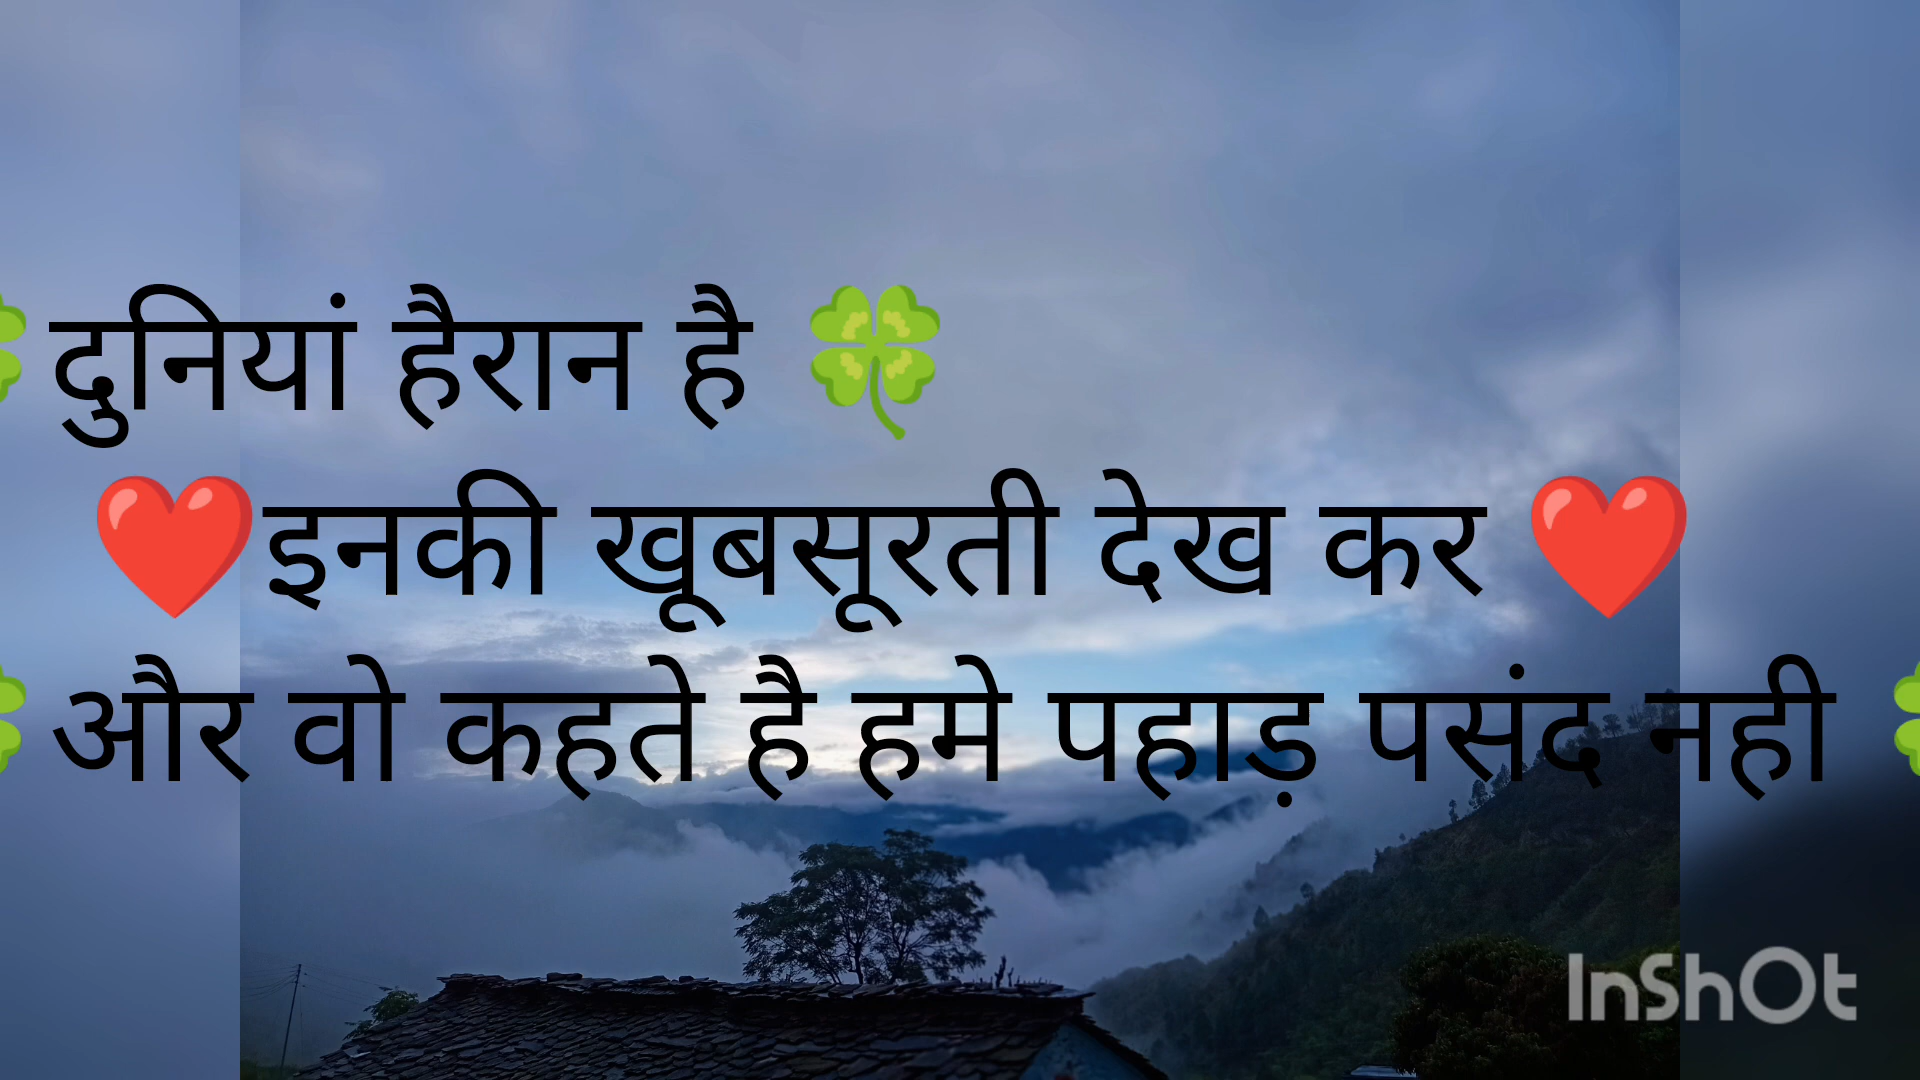 🍀दुनियां हैरान है 🍀
❤️इनकी खूबसूरती देख कर ❤️
🍀और वो कहते है हमे पहाड़ पसंद नही 🍀
InShOt